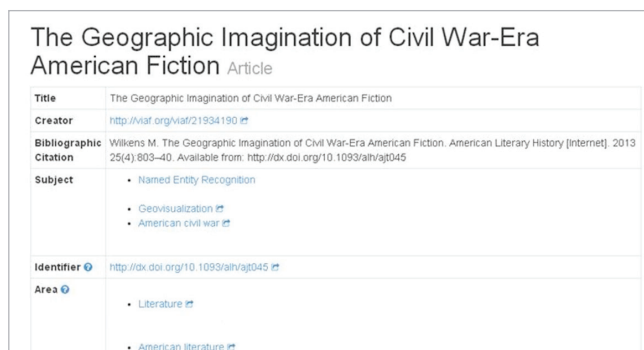 The Geographic Imagination of Civil War-Era
American Fiction Article
Title The Geographic Imagination of Civil War-Era American Fiction
Creator http://viaf.org/viaf/21934190
Bibliographic Wilkens M. The Geographic Imagination of Civil War-Era American Fiction. American Literary History [Internet]. 2013
Citation 25(4):803–40. Available from: http://dx.doi.org/10.1093/alh/ajt045
Subject • Named Entity Recognition
• Geovisualization
• American civil war
Identifier ? http://dx.doi.org/10.1093/alh/ajt045
Area ?
• Literature
• American literature